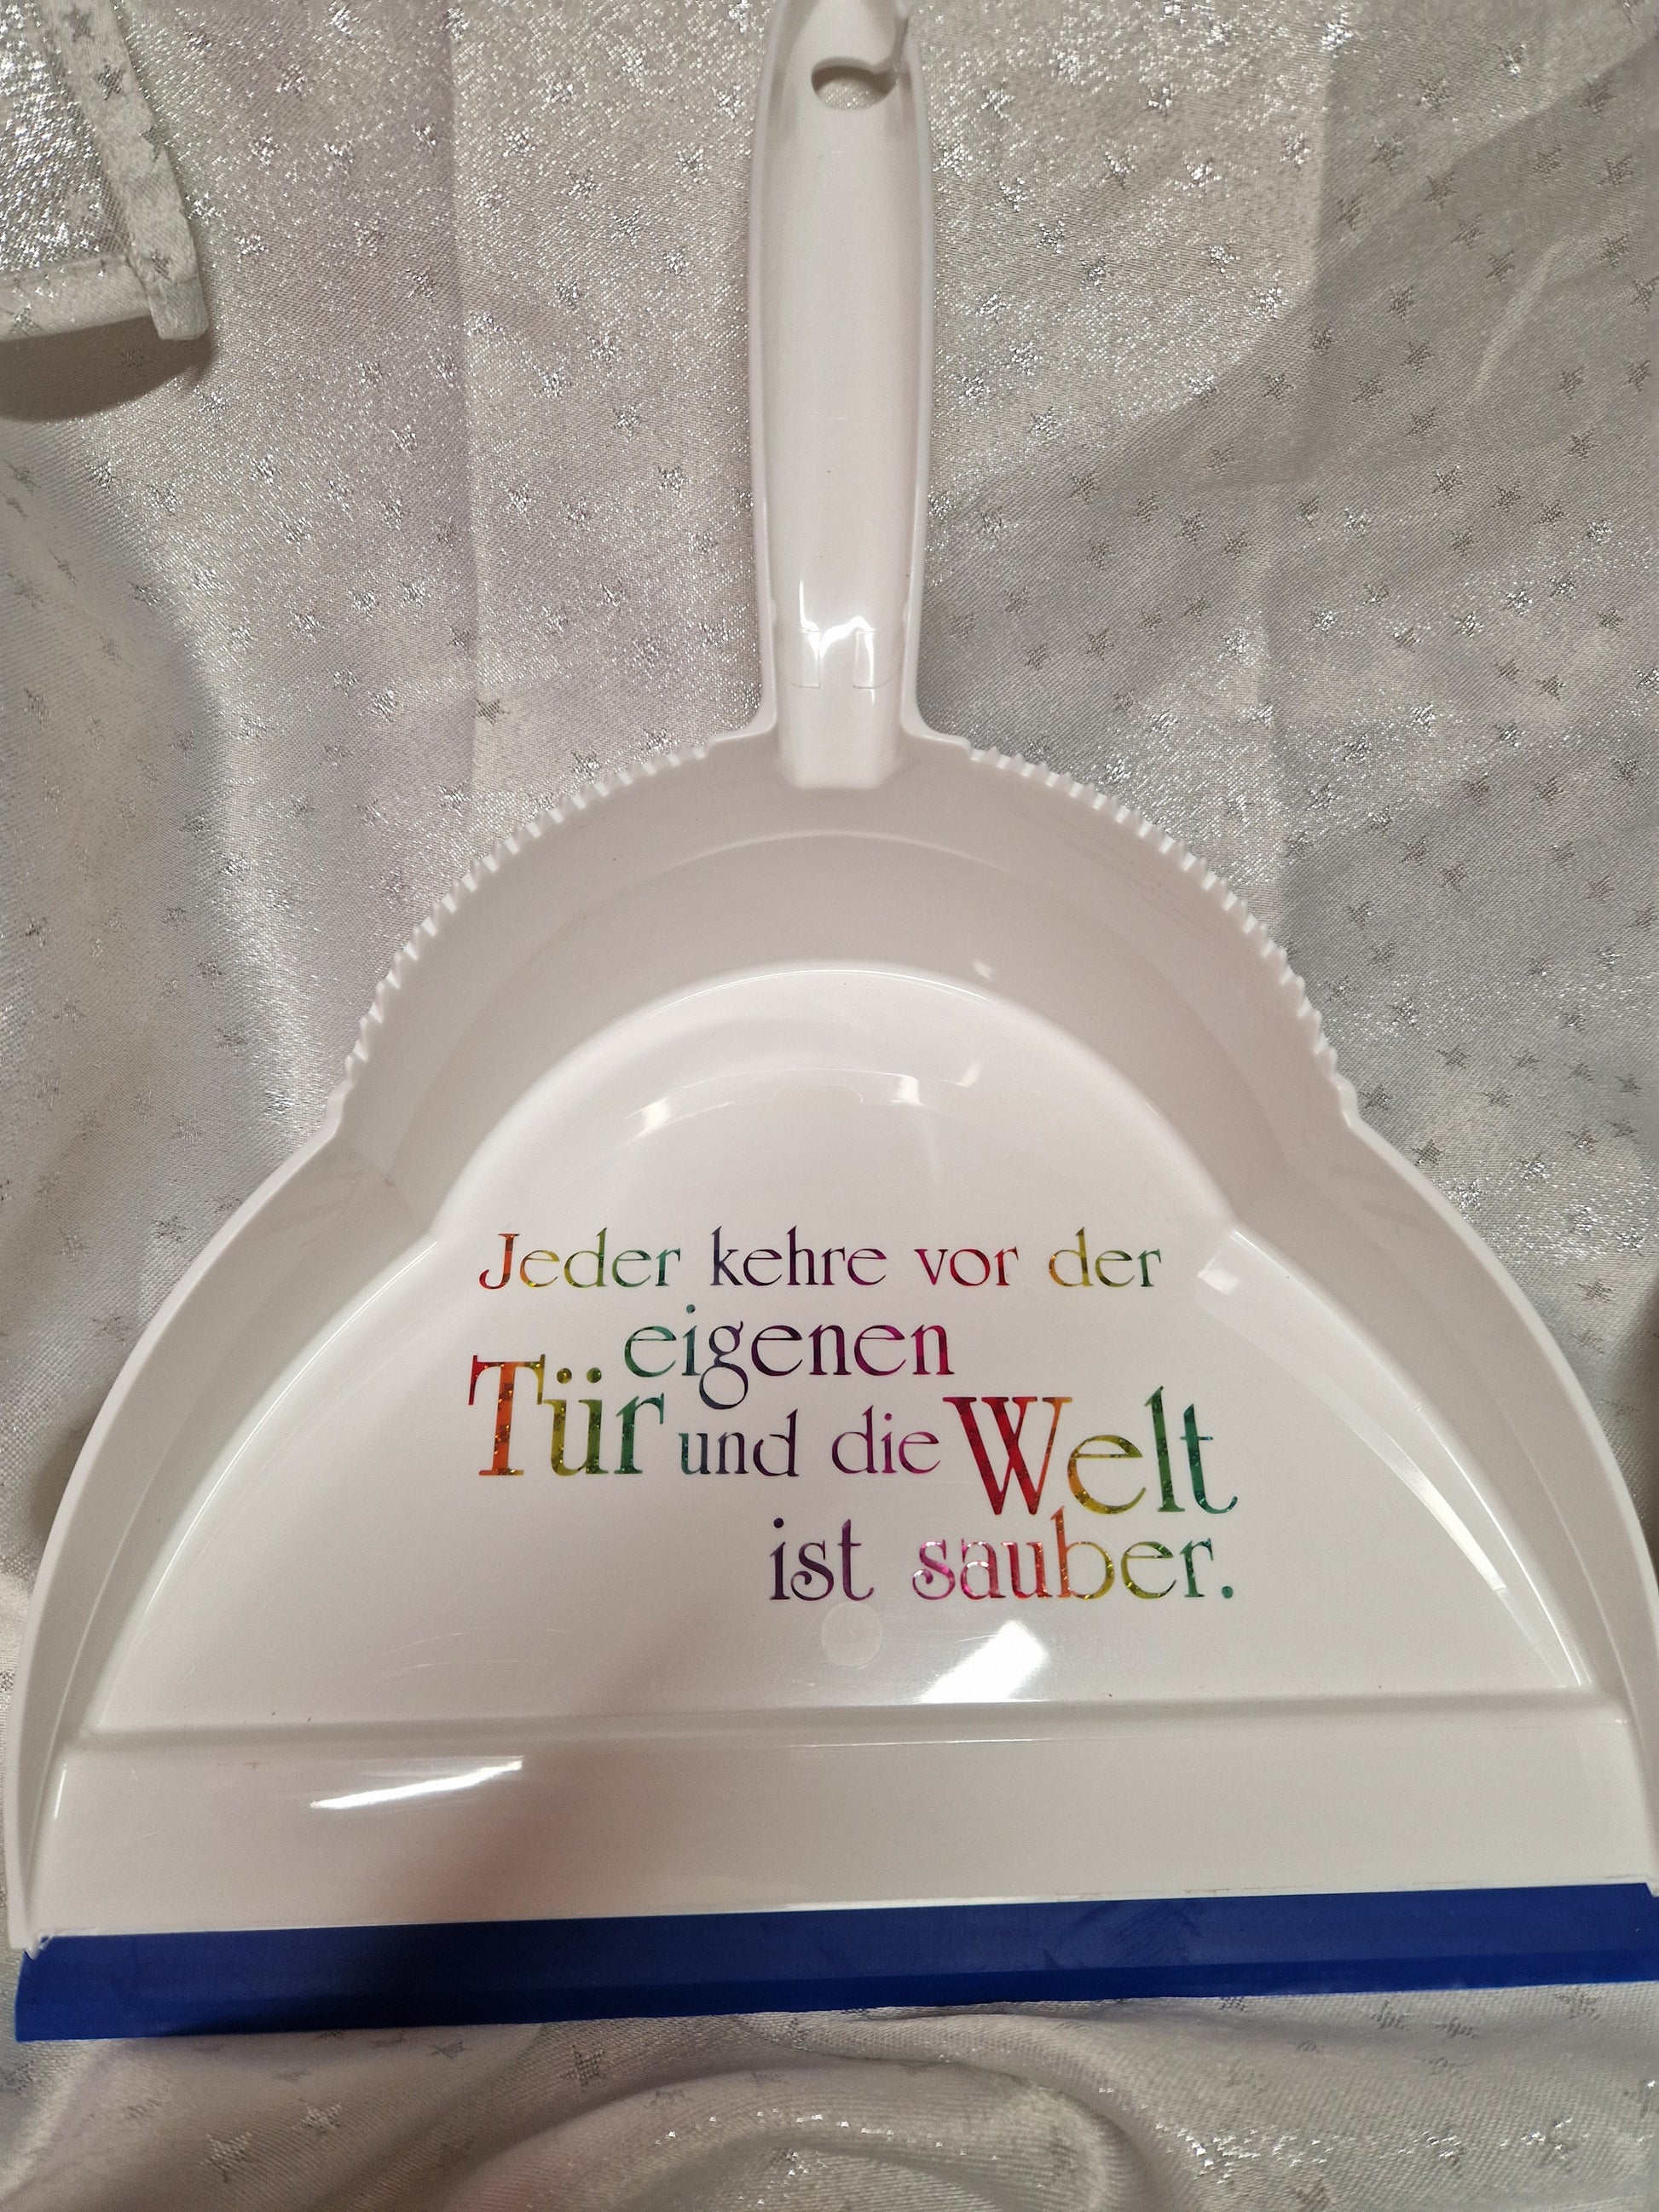 Jeder kehre vor der
eigenen
Tür und die Welt
ist sauber.